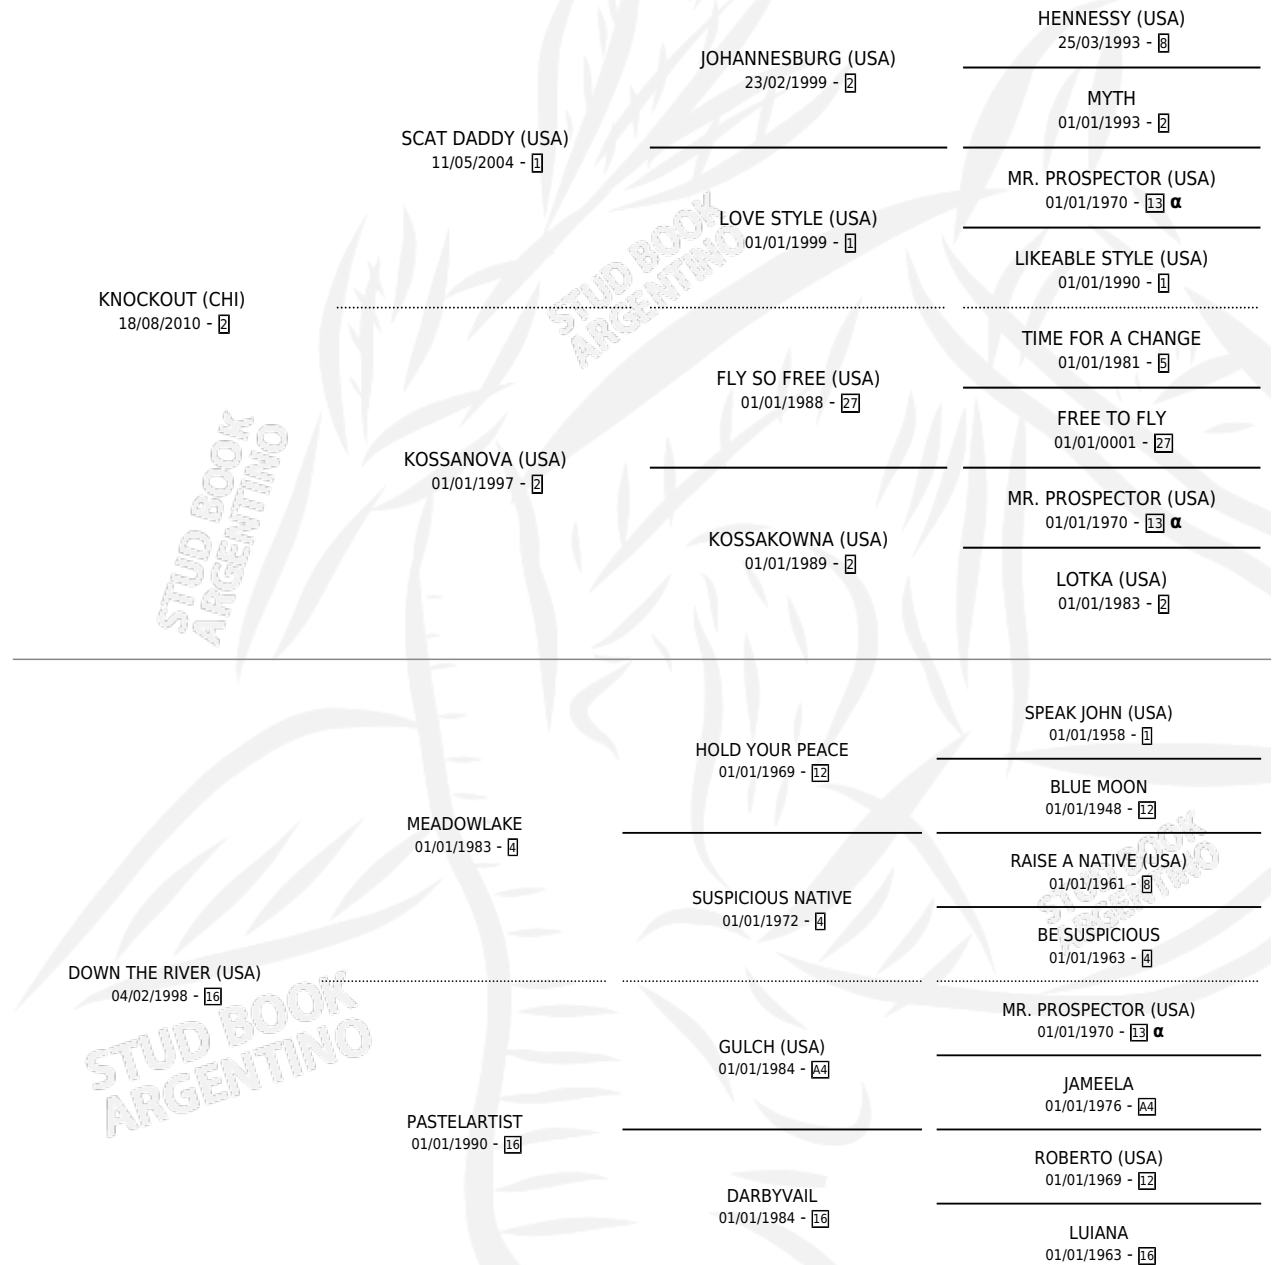 HENNESSY (USA)
25/03/1993 - 8
JOHANNESBURG (USA)
23/02/1999 - 2
MYTH
01/01/1993 - 2
SCAT DADDY (USA)
11/05/2004 - 1
MR. PROSPECTOR (USA)
01/01/1970 - 13 α
LOVE STYLE (USA)
01/01/1999 - 1
LIKEABLE STYLE (USA)
01/01/1990 - 1
KNOCKOUT (CHI)
18/08/2010 - 2
TIME FOR A CHANGE
01/01/1981 - 5
FLY SO FREE (USA)
01/01/1988 - 27
FREE TO FLY
01/01/0001 - 27
KOSSANOVA (USA)
01/01/1997 - 2
MR. PROSPECTOR (USA)
01/01/1970 - 13 α
KOSSAKOWNA (USA)
01/01/1989 - 2
LOTKA (USA)
01/01/1983 - 2
SPEAK JOHN (USA)
01/01/1958 - 1
HOLD YOUR PEACE
01/01/1969 - 12
BLUE MOON
01/01/1948 - 12
MEADOWLAKE
01/01/1983 - 4
RAISE A NATIVE (USA)
01/01/1961 - 8
SUSPICIOUS NATIVE
01/01/1972 - 4
BE SUSPICIOUS
01/01/1963 - 4
DOWN THE RIVER (USA)
04/02/1998 - 16
MR. PROSPECTOR (USA)
01/01/1970 - 13 α
GULCH (USA)
01/01/1984 - A4
JAMEELA
01/01/1976 - A4
PASTELARTIST
01/01/1990 - 16
ROBERTO (USA)
01/01/1969 - 12
DARBYVAIL
01/01/1984 - 16
LUIANA
01/01/1963 - 16
STUD BOOK
ARGENTINO
STUD BOOK
ARGENTINO
STUD BOOK
ARGENTINO
STUD BOOK
ARGENTINO